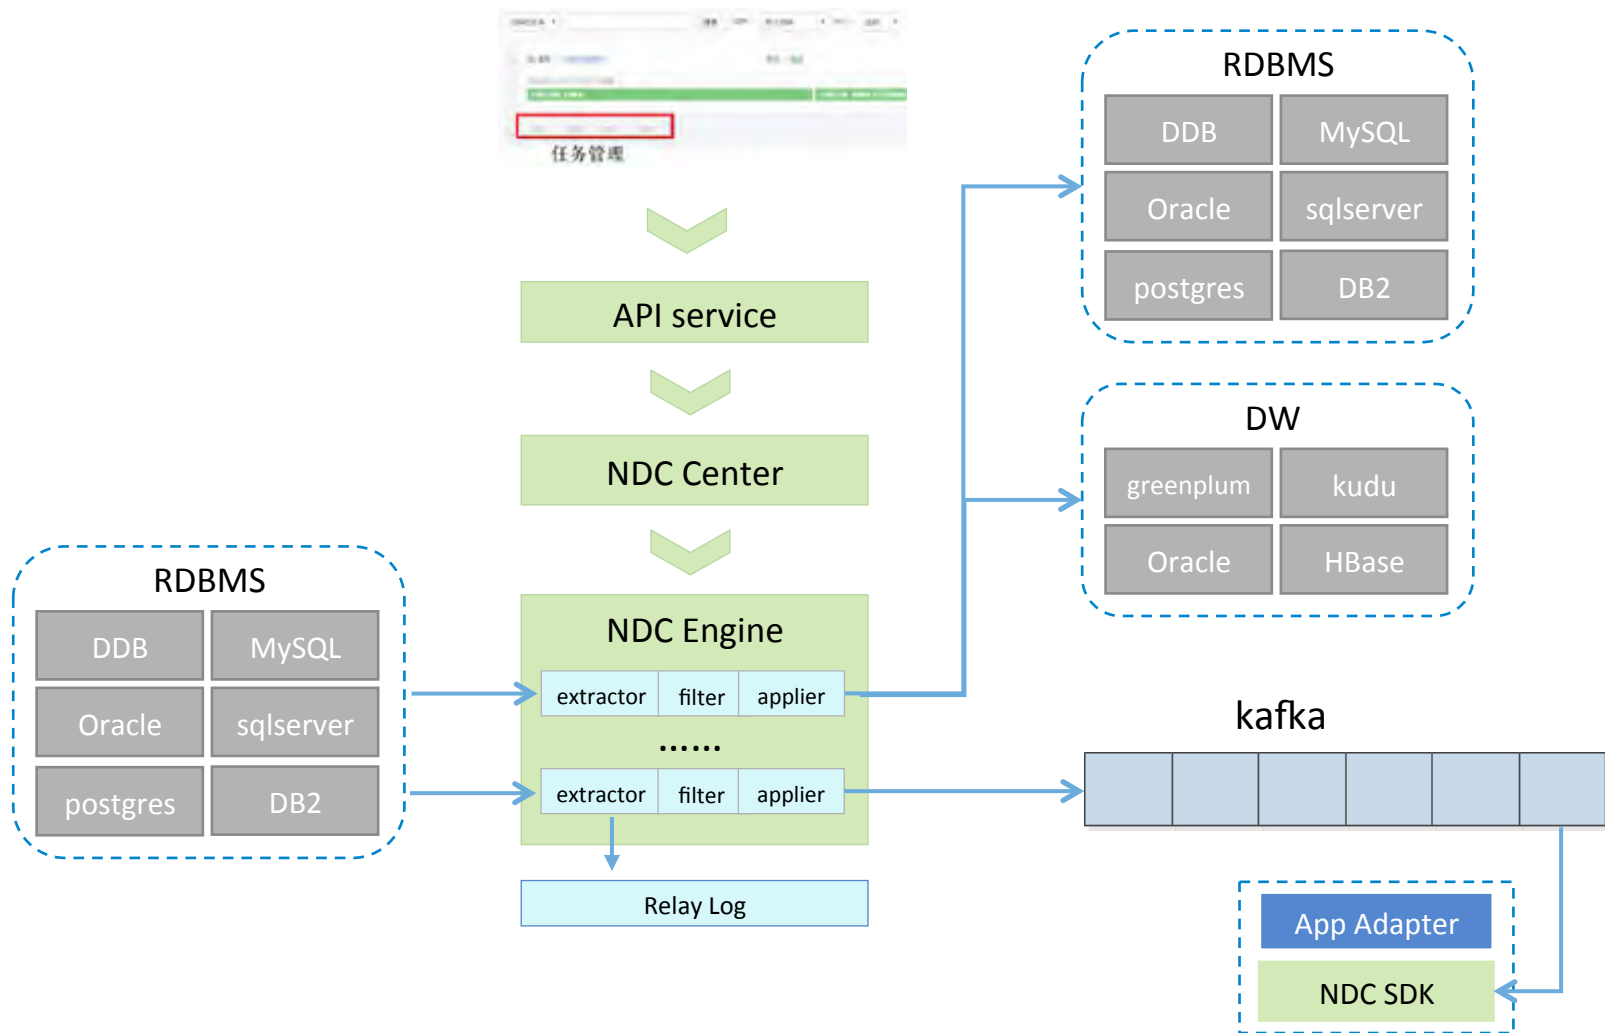 任务管理
API service
NDC Center
NDC Engine
extractor filter applier
......
extractor filter applier
Relay Log
RDBMS
DDB MySQL
Oracle sqlserver
postgres DB2
RDBMS
DDB MySQL
Oracle sqlserver
postgres DB2
DW
greenplum kudu
Oracle HBase
kafka
App Adapter
NDC SDK